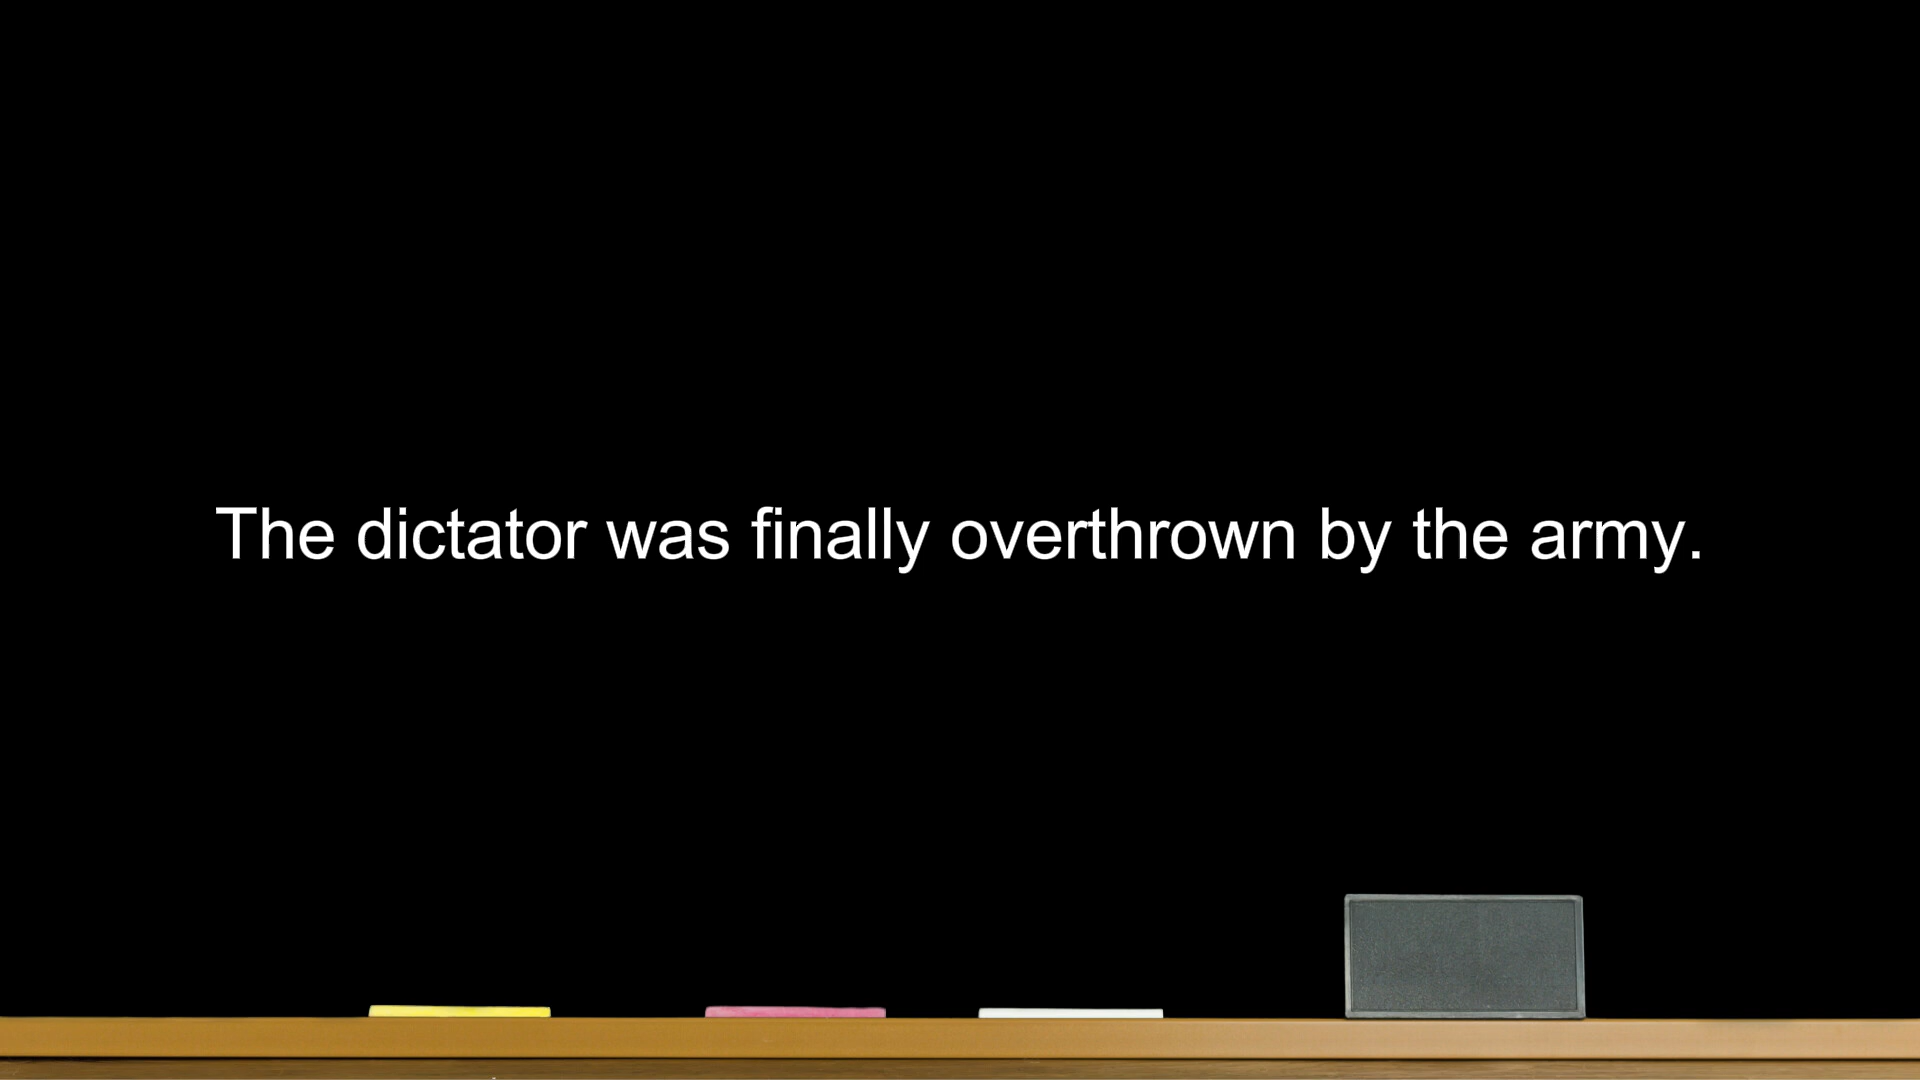 The dictator was finally overthrown by the army.